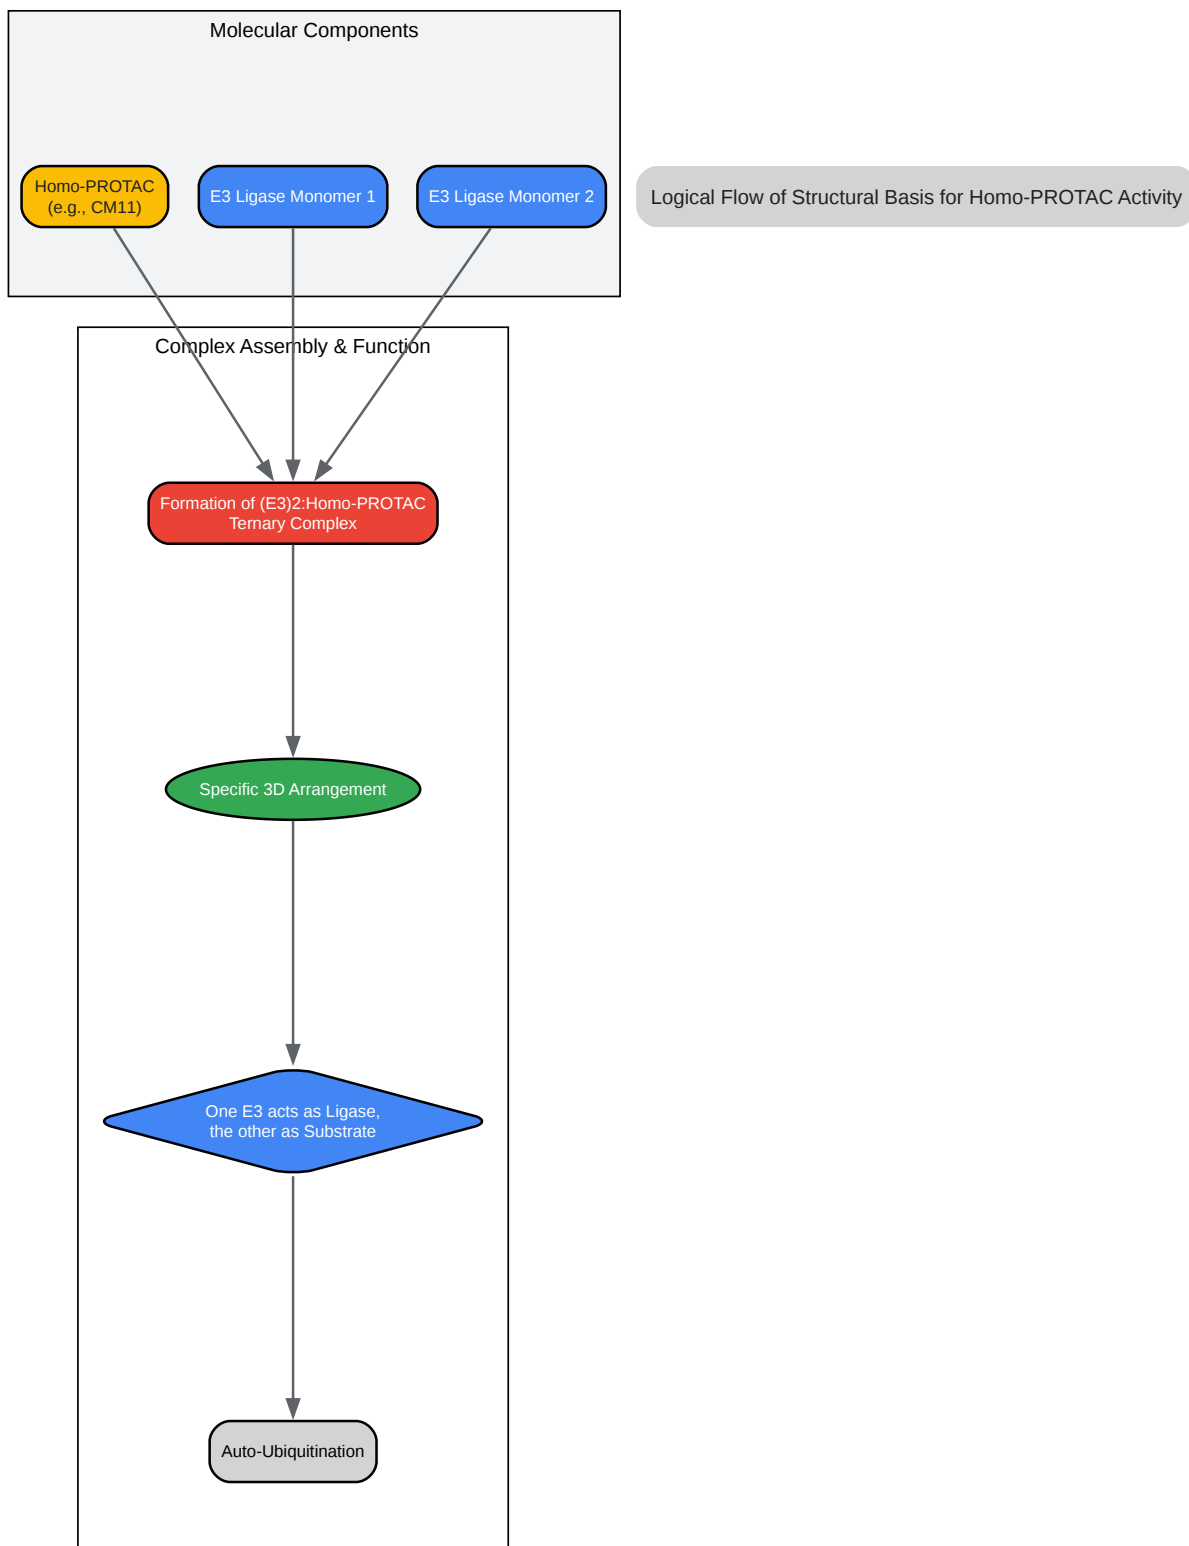 Molecular Components
Homo-PROTAC
(e.g., CM11)
E3 Ligase Monomer 1
E3 Ligase Monomer 2
Logical Flow of Structural Basis for Homo-PROTAC Activity
Complex Assembly & Function
Formation of (E3)2:Homo-PROTAC
Ternary Complex
Specific 3D Arrangement
One E3 acts as Ligase,
the other as Substrate
Auto-Ubiquitination